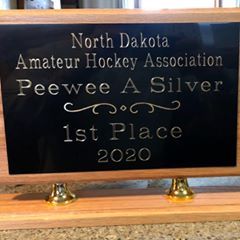 North Dakota
Amateur Hockey Association
Peewee A Silver
1st Place
2020